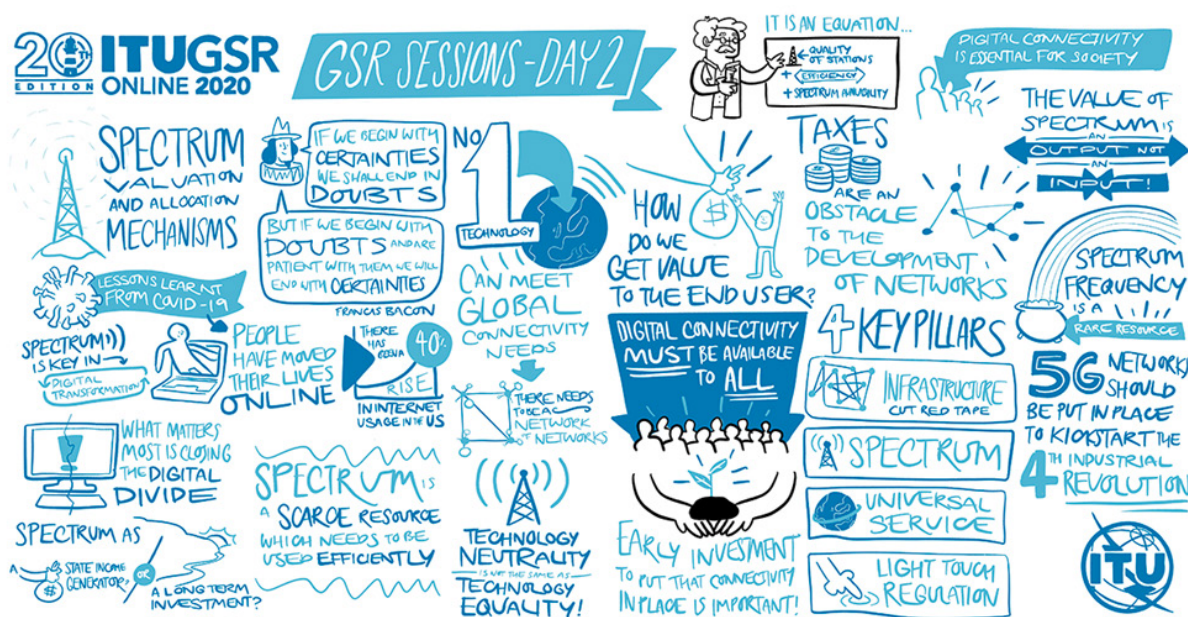 20TH
EDITION
ITUGSR
ONLINE 2020
GSR SESSIONS - DAY 2
IT IS AN EQUATION...
QUALITY
OF STATIONS
+ EFFICIENCY
+ SPECTRUM
DIGITAL CONNECTIVITY
IS ESSENTIAL FOR SOCIETY
SPECTRUM
VALUATION
AND ALLOCATION
MECHANISMS
IF WE BEGIN WITH
CERTAINTIES
WE SHALL END IN
DOUBTS
BUT IF WE BEGIN WITH
DOUBTS AND ARE
PATIENT WITH THEM WE WILL
END WITH CERTAINTIES
FRANCIS BACON
LESSONS LEARNT
FROM COVID-19
SPECTRUM
IS KEY IN
DIGITAL
TRANSFORMATION
PEOPLE
HAVE MOVED
THEIR LIVES
ONLINE
THERE
HAS
BEEN A
40%
RISE
IN INTERNET
USAGE IN THE US
WHAT MATTERS
MOST IS CLOSING
THE DIGITAL
DIVIDE
SPECTRUM AS
A STATE INCOME
GENERATOR?
$
OR
A LONG TERM
INVESTMENT?
SPECTRUM IS
A SCARCE RESOURCE
WHICH NEEDS TO BE
USED EFFICIENTLY
NO
1
TECHNOLOGY
CAN MEET
GLOBAL
CONNECTIVITY
NEEDS
THERE NEEDS
TO BE A
NETWORK
OF NETWORKS
TECHNOLOGY
NEUTRALITY
IS NOT THE SAME AS
TECHNOLOGY
EQUALITY!
$
HOW
DO WE
GET VALUE
TO THE END USER?
DIGITAL CONNECTIVITY
MUST BE AVAILABLE
TO ALL
EARLY INVESTMENT
TO PUT THAT CONNECTIVITY
IN PLACE IS IMPORTANT!
TAXES
ARE AN
OBSTACLE
TO THE
DEVELOPMENT
OF NETWORKS
4 KEY PILLARS
INFRASTRUCTURE
CUT RED TAPE
SPECTRUM
UNIVERSAL
SERVICE
LIGHT TOUCH
REGULATION
THE VALUE OF
SPECTRUM IS
AN
OUTPUT NOT
AN
INPUT!
SPECTRUM
FREQUENCY
IS A
RARE RESOURCE
5G NETWORKS
SHOULD
BE PUT IN PLACE
TO KICKSTART THE
4TH INDUSTRIAL
REVOLUTION
ITU